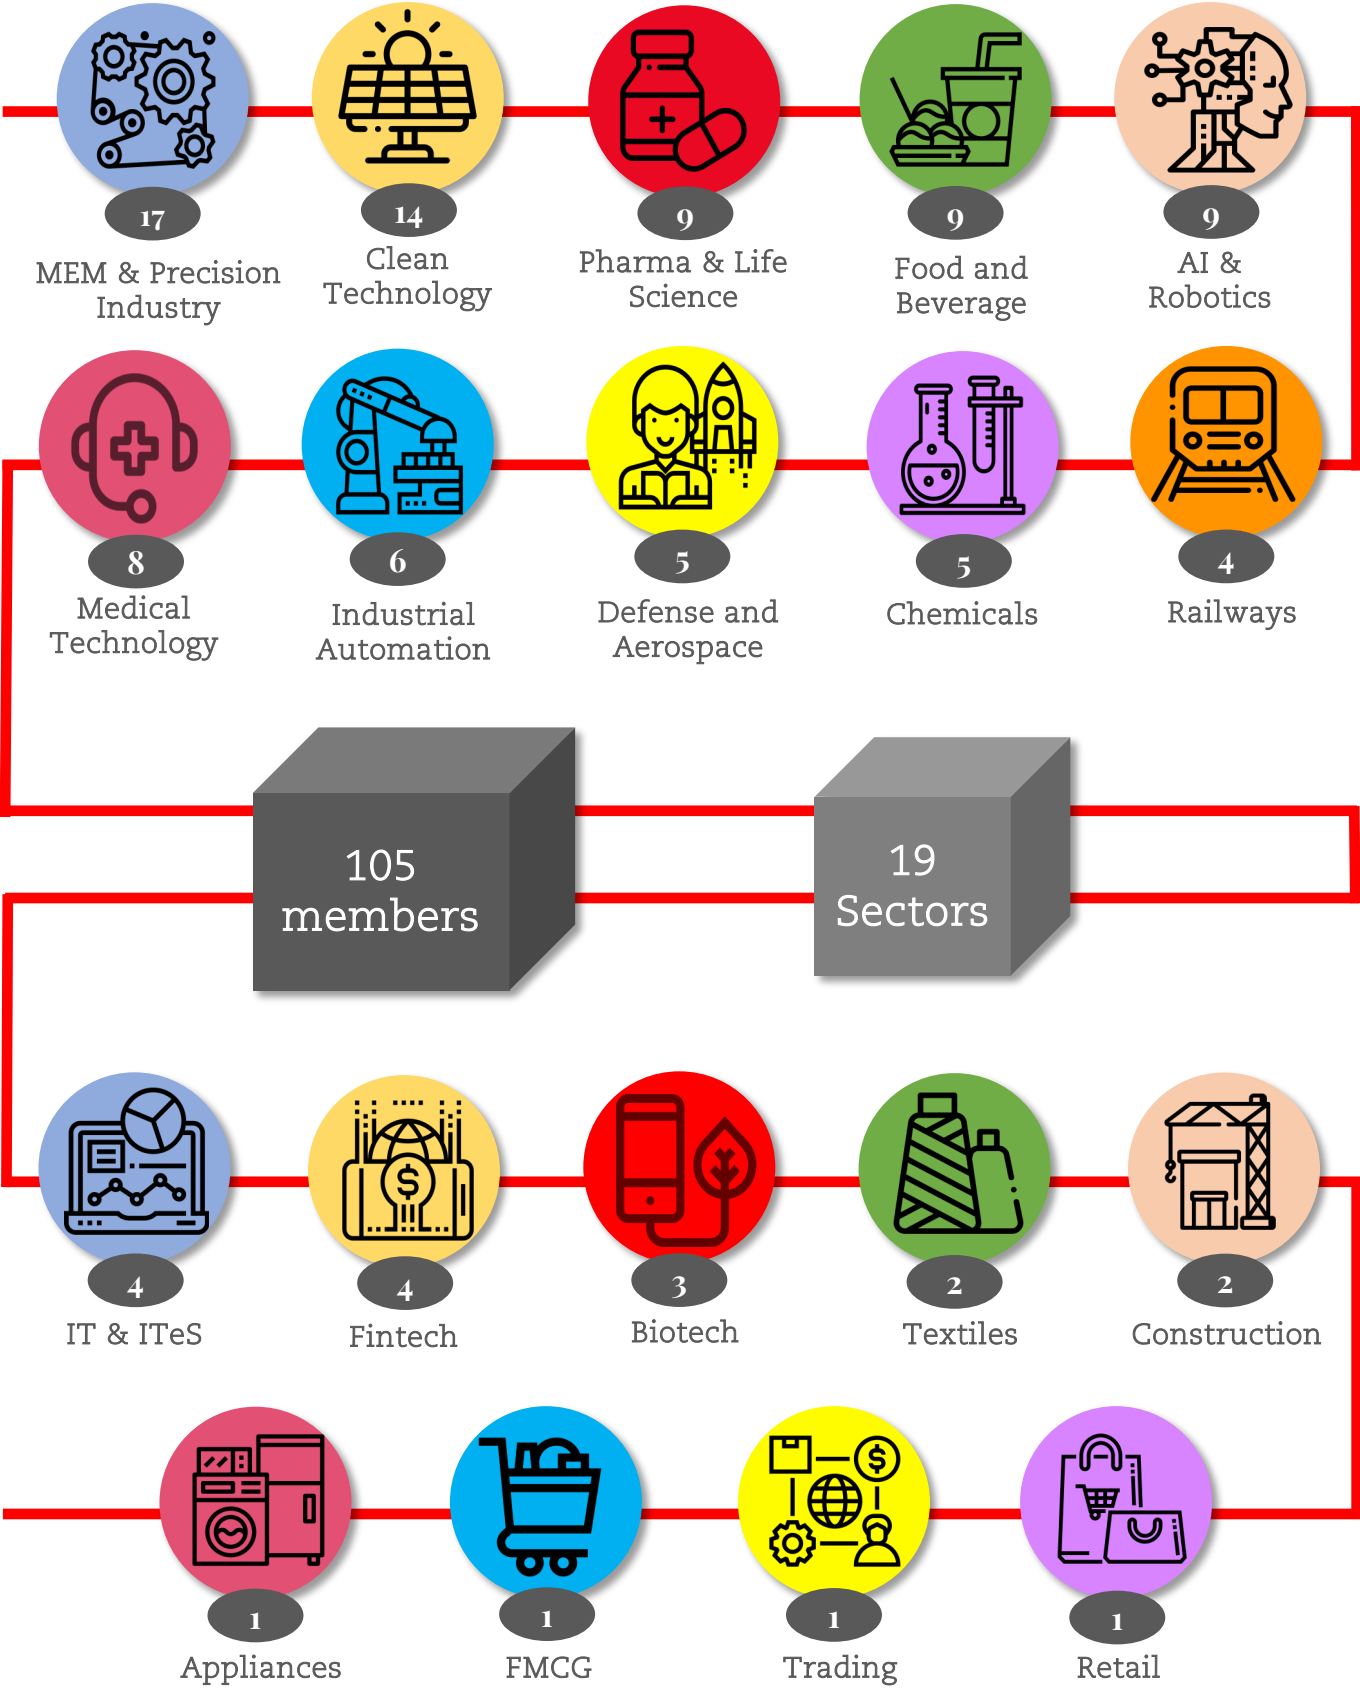 17
MEM & Precision
Industry
14
Clean
Technology
9
Pharma & Life
Science
9
Food and
Beverage
9
AI &
Robotics
8
Medical
Technology
6
Industrial
Automation
5
Defense and
Aerospace
5
Chemicals
4
Railways
105
members
19
Sectors
4
IT & ITeS
4
Fintech
3
Biotech
2
Textiles
2
Construction
1
Appliances
1
FMCG
1
Trading
1
Retail